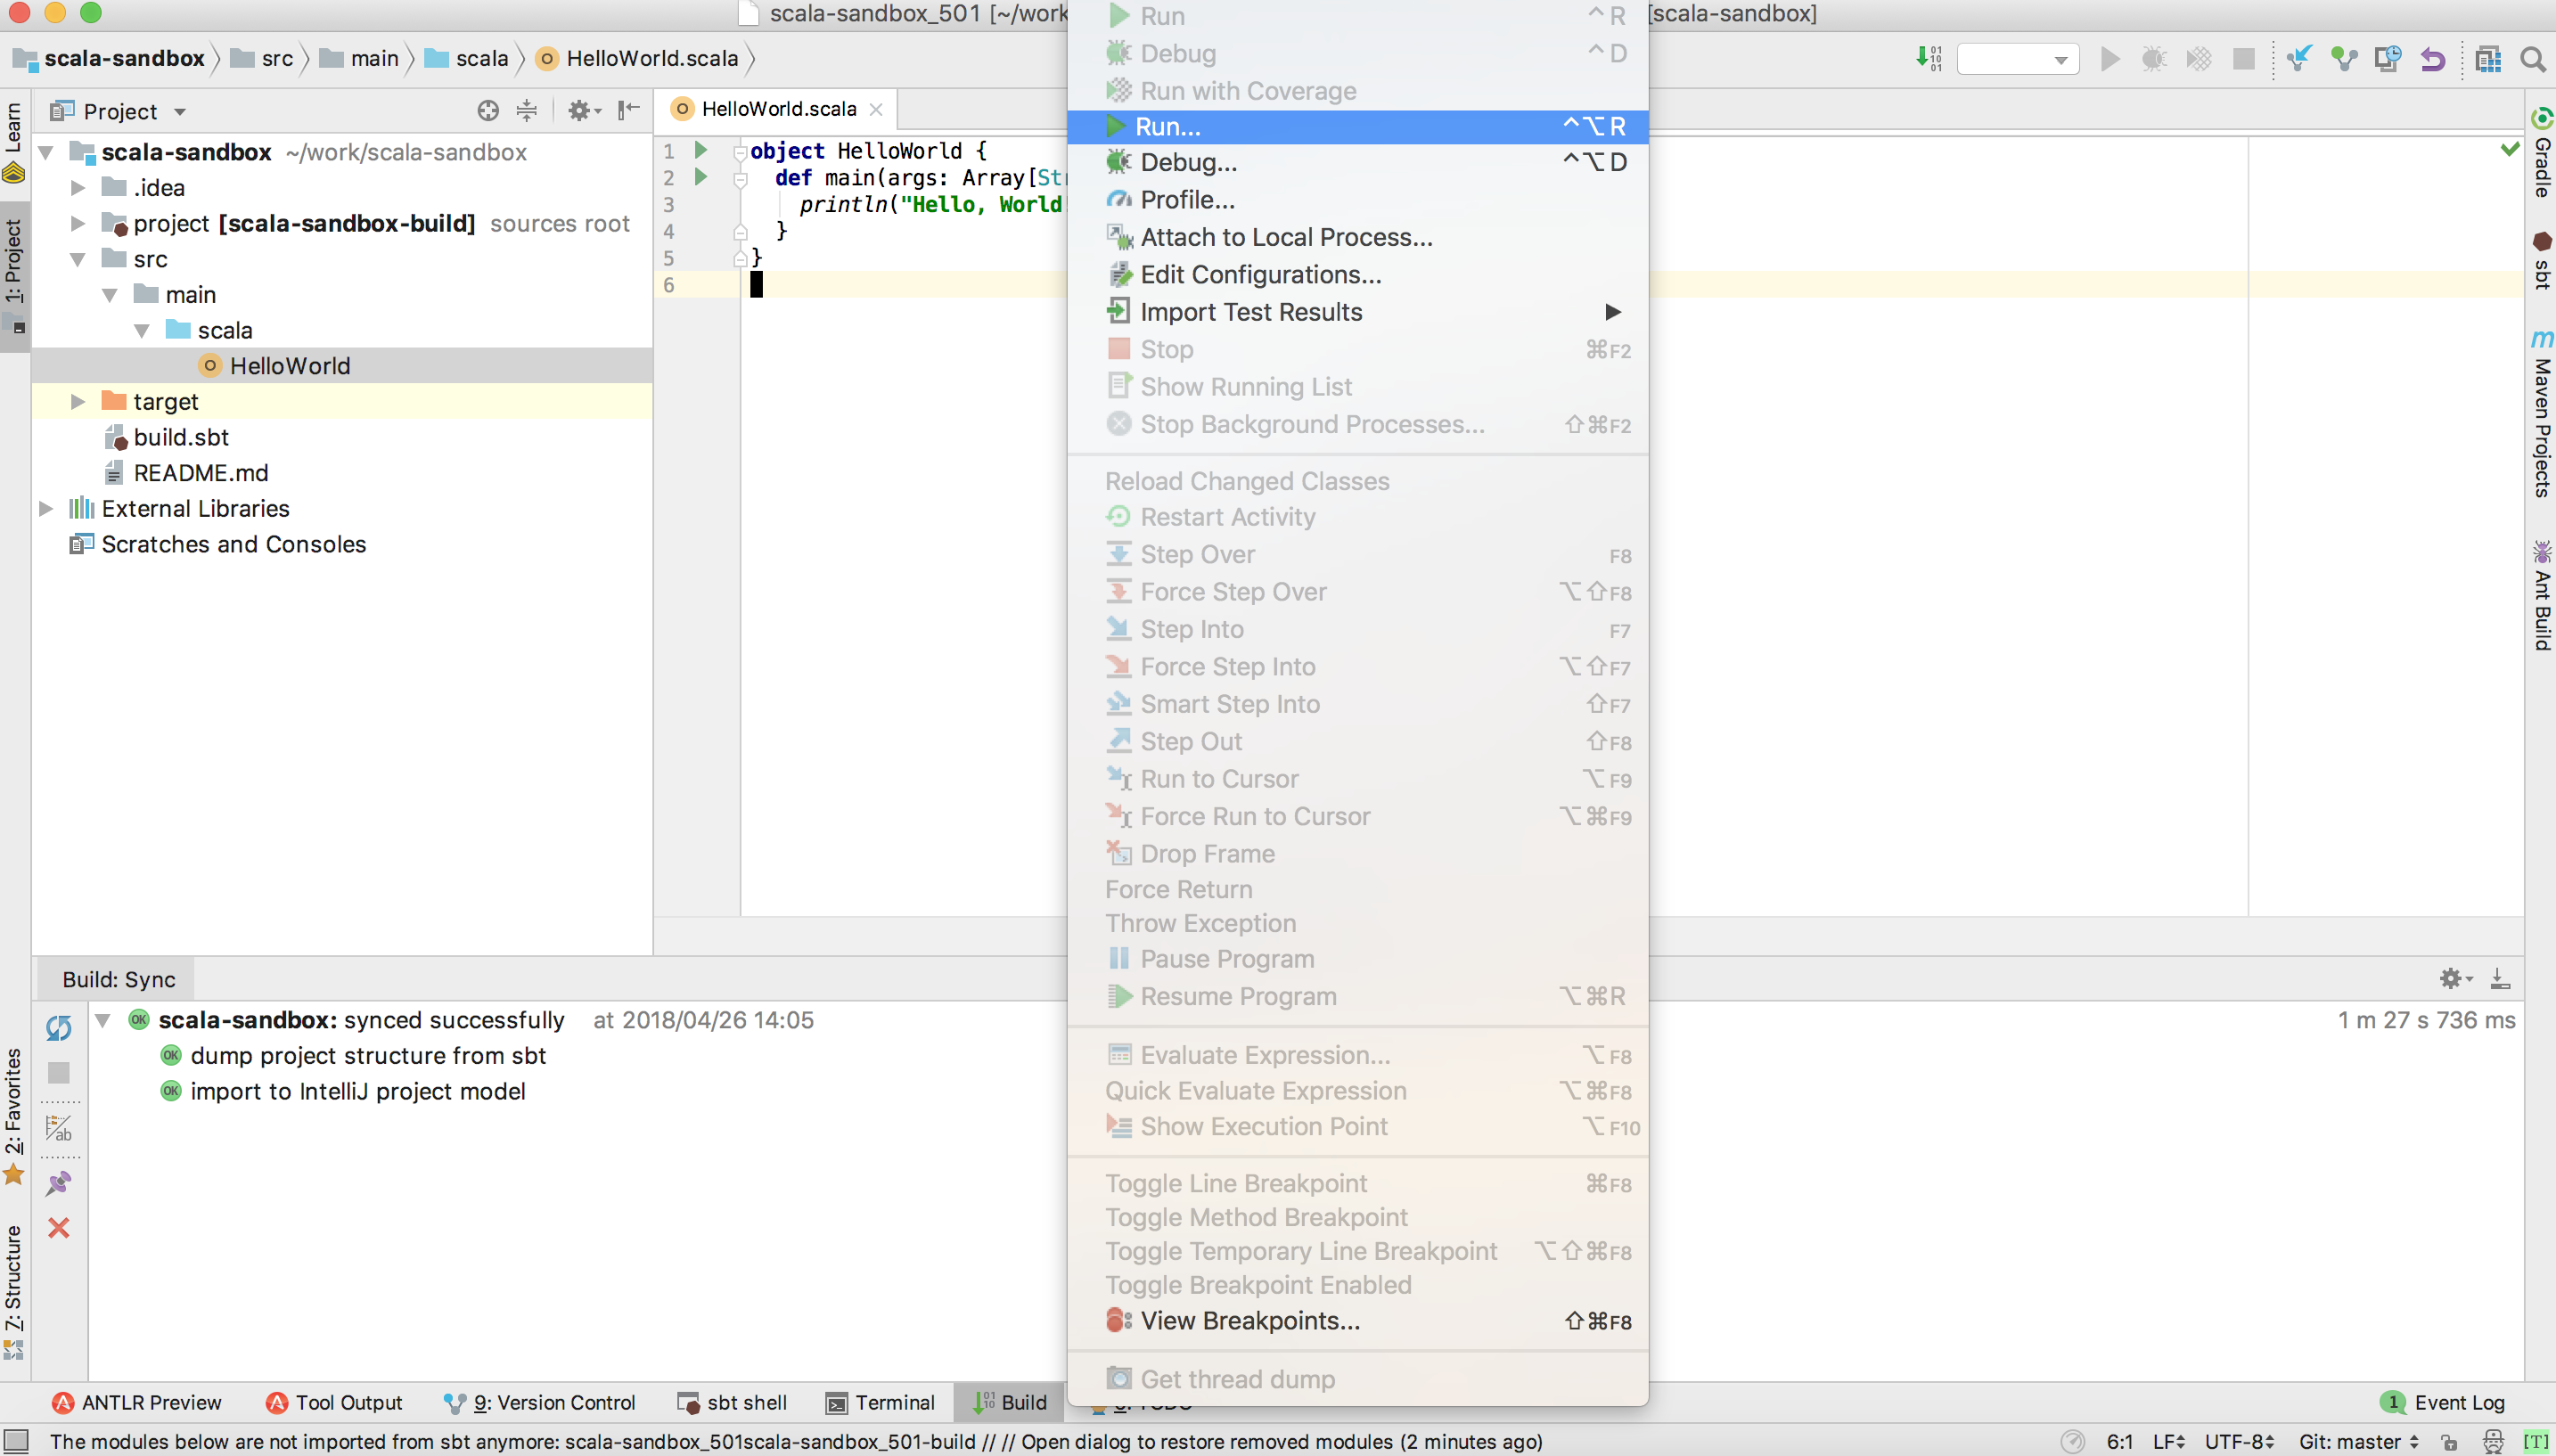 scala-sandbox_501 [~/work
[scala-sandbox]
scala-sandbox
src
main
scala
HelloWorld.scala
Learn
1: Project
2: Favorites
7: Structure
Project
scala-sandbox ~/work/scala-sandbox
.idea
project [scala-sandbox-build] sources root
src
main
scala
HelloWorld
target
build.sbt
README.md
External Libraries
Scratches and Consoles
HelloWorld.scala
1 object HelloWorld {
2 def main(args: Array[Str
3 println("Hello, World!
4 }
5 }
6
Run ^R
Debug ^D
Run with Coverage
Run... ^⌥R
Debug... ^⌥D
Profile...
Attach to Local Process...
Edit Configurations...
Import Test Results
Stop ⌘F2
Show Running List
Stop Background Processes... ⇧⌘F2
Reload Changed Classes
Restart Activity
Step Over F8
Force Step Over ⌥⇧F8
Step Into F7
Force Step Into ⌥⇧F7
Smart Step Into ⇧F7
Step Out ⇧F8
Run to Cursor ⌥F9
Force Run to Cursor ⌥⌘F9
Drop Frame
Force Return
Throw Exception
Pause Program
Resume Program ⌥⌘R
Evaluate Expression... ⌥F8
Quick Evaluate Expression ⌥⌘F8
Show Execution Point ⌥F10
Toggle Line Breakpoint ⌘F8
Toggle Method Breakpoint
Toggle Temporary Line Breakpoint ⌥⇧⌘F8
Toggle Breakpoint Enabled
View Breakpoints... ⇧⌘F8
Get thread dump
Gradle
sbt
Maven Projects
Ant Build
Build: Sync
OK scala-sandbox: synced successfully at 2018/04/26 14:05
1 m 27 s 736 ms
OK dump project structure from sbt
OK import to IntelliJ project model
ANTLR Preview
Tool Output
9: Version Control
sbt shell
Terminal
Build
1 Event Log
The modules below are not imported from sbt anymore: scala-sandbox_501scala-sandbox_501-build // // Open dialog to restore removed modules (2 minutes ago)
6:1
LF
UTF-8
Git: master
[T]